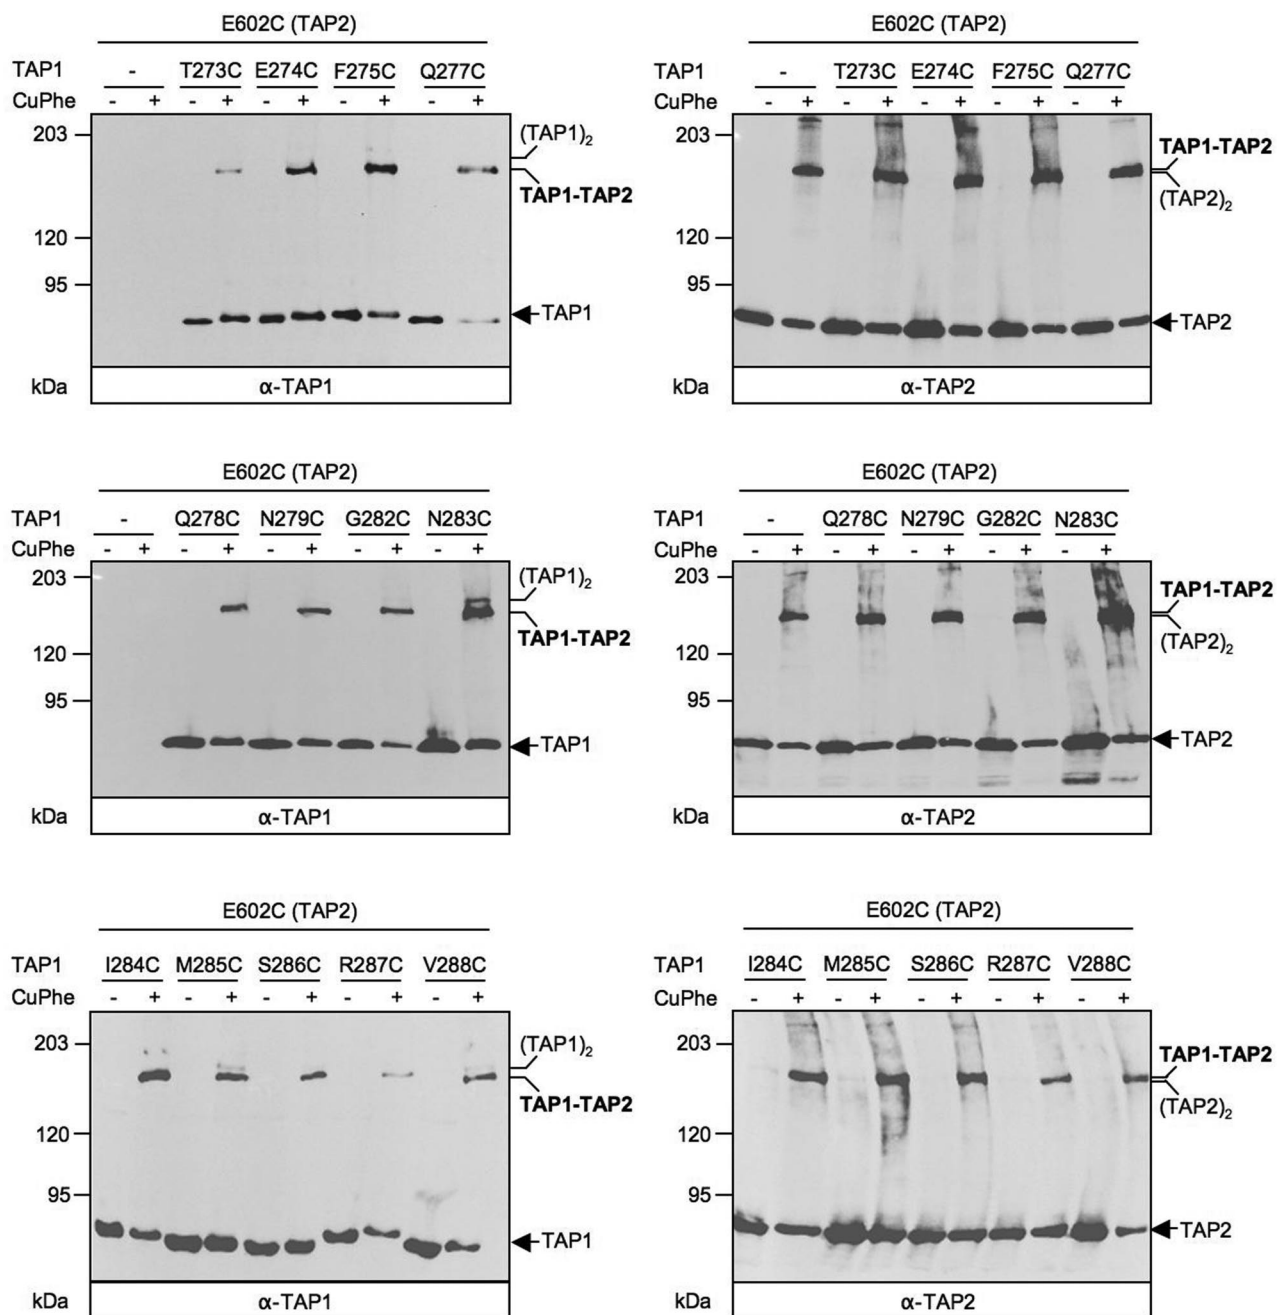 E602C (TAP2)
TAP1 - T273C E274C F275C Q277C
CuPhe - + - + - + - + - +
203
(TAP1)2
TAP1-TAP2
120
95
TAP1
kDa α-TAP1
E602C (TAP2)
TAP1 - T273C E274C F275C Q277C
CuPhe - + - + - + - + - +
203
TAP1-TAP2
(TAP2)2
120
95
TAP2
kDa α-TAP2
E602C (TAP2)
TAP1 - Q278C N279C G282C N283C
CuPhe - + - + - + - + - +
203
(TAP1)2
TAP1-TAP2
120
95
TAP1
kDa α-TAP1
E602C (TAP2)
TAP1 - Q278C N279C G282C N283C
CuPhe - + - + - + - + - +
203
TAP1-TAP2
(TAP2)2
120
95
TAP2
kDa α-TAP2
E602C (TAP2)
TAP1 I284C M285C S286C R287C V288C
CuPhe - + - + - + - + - +
203
(TAP1)2
TAP1-TAP2
120
95
TAP1
kDa α-TAP1
E602C (TAP2)
TAP1 I284C M285C S286C R287C V288C
CuPhe - + - + - + - + - +
203
TAP1-TAP2
(TAP2)2
120
95
TAP2
kDa α-TAP2